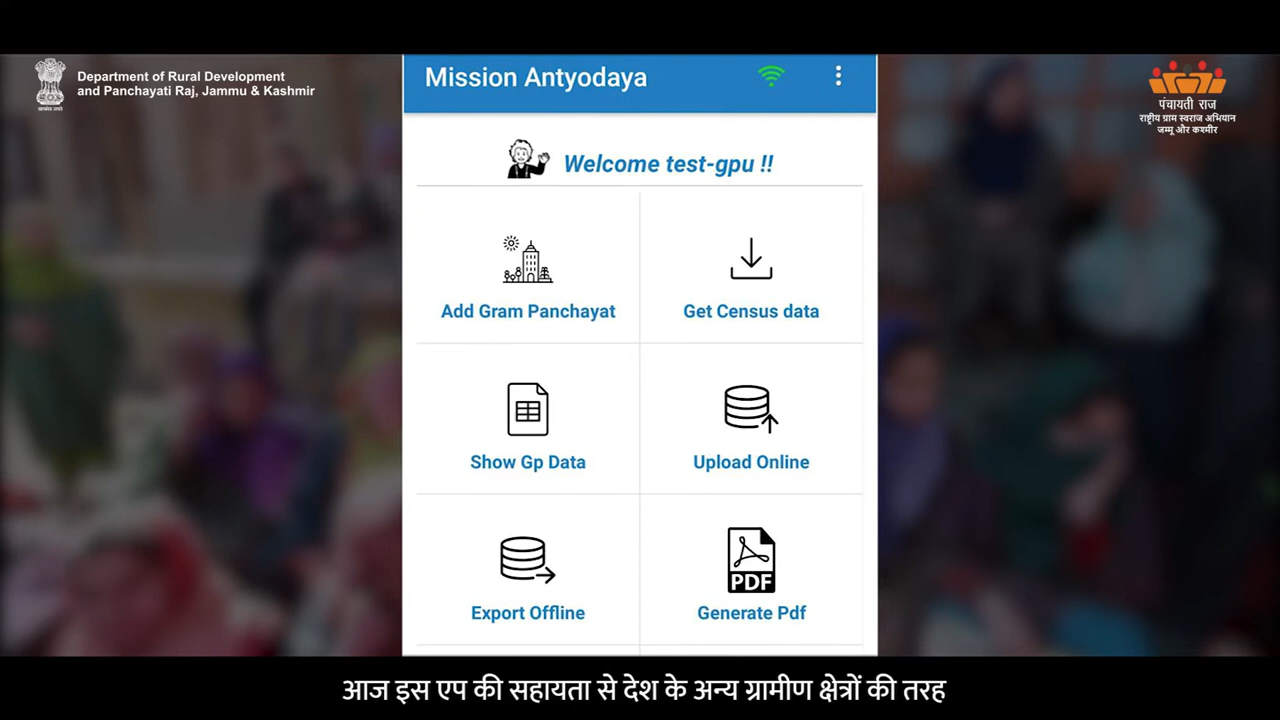 Department of Rural Development
and Panchayati Raj, Jammu & Kashmir
Mission Antyodaya
पंचायती राज
राष्ट्रीय ग्राम स्वराज अभियान
जम्मू और कश्मीर
Welcome test-gpu !!
Add Gram Panchayat
Get Census data
Show Gp Data
Upload Online
Export Offline
PDF
Generate Pdf
आज इस एप की सहायता से देश के अन्य ग्रामीण क्षेत्रों की तरह